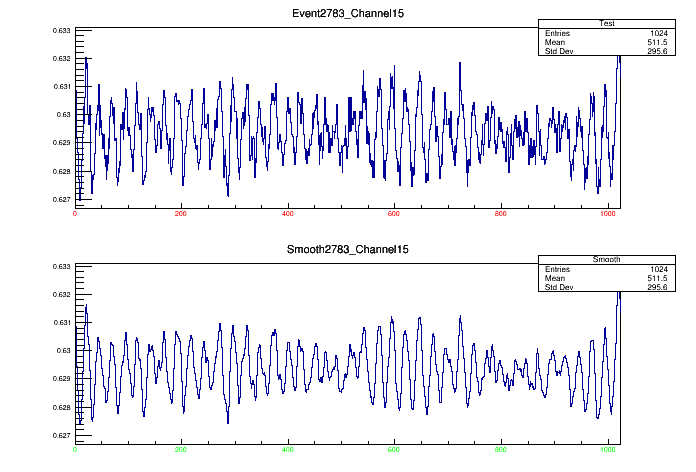 Event2783_Channel15
Test
Entries 1024
Mean 511.5
Std Dev 295.6
0.633
0.632
0.631
0.63
0.629
0.628
0.627
0 200 400 600 800 1000
Smooth2783_Channel15
Smooth
Entries 1024
Mean 511.5
Std Dev 295.6
0.633
0.632
0.631
0.63
0.629
0.628
0.627
0 200 400 600 800 1000